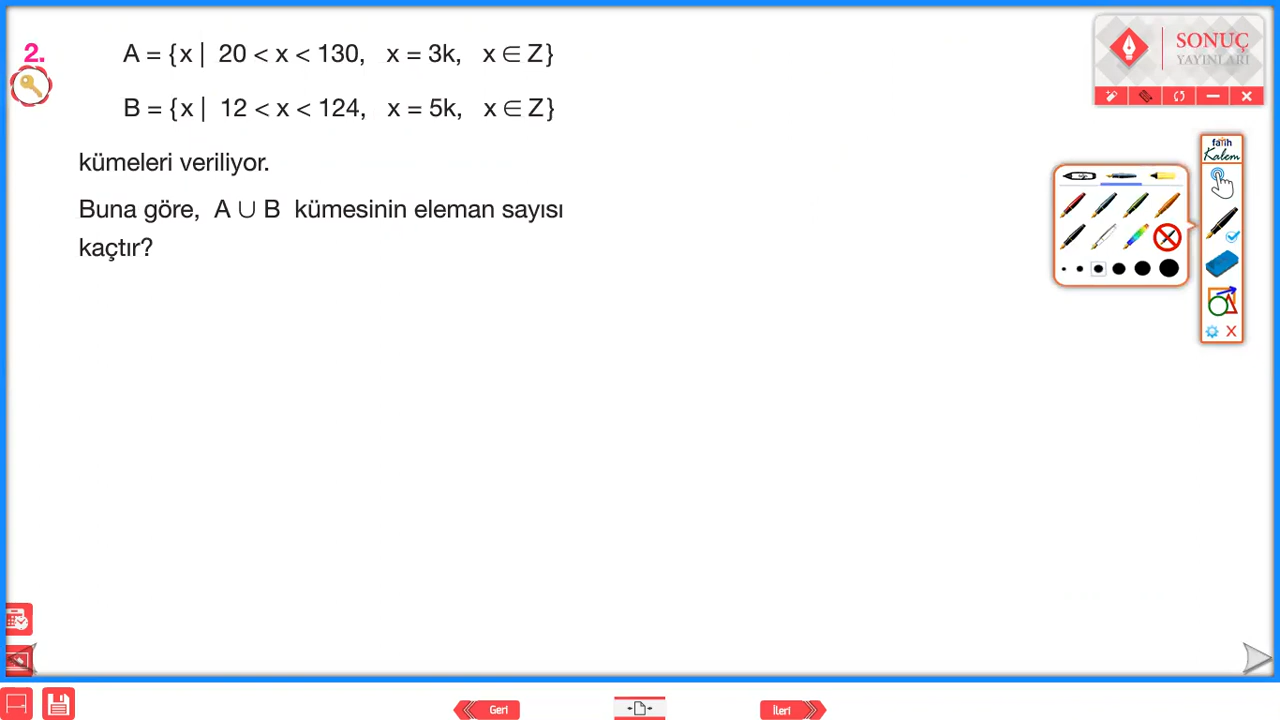 2. A = {x | 20 < x < 130, x = 3k, x ∈ Z}
B = {x | 12 < x < 124, x = 5k, x ∈ Z}
kümeleri veriliyor.
Buna göre, A ∪ B kümesinin eleman sayısı
kaçtır?
SONUÇ
YAYINLARI
fatih
Kalem
Geri
İleri